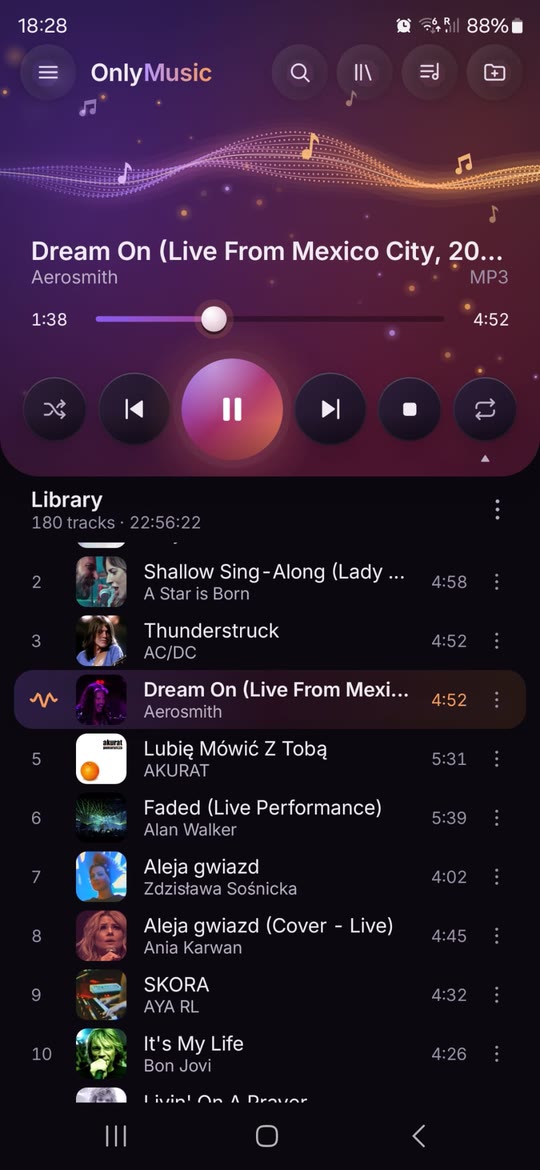 18:28
88%
OnlyMusic
Dream On (Live From Mexico City, 20...
Aerosmith
MP3
1:38
4:52
Library
180 tracks · 22:56:22
2
Shallow Sing-Along (Lady ...
4:58
A Star is Born
3
Thunderstruck
4:52
AC/DC
Dream On (Live From Mexi...
4:52
Aerosmith
5
akurat
Lubię Mówić Z Tobą
5:31
AKURAT
6
Faded (Live Performance)
5:39
Alan Walker
7
Aleja gwiazd
4:02
Zdzisława Sośnicka
8
Aleja gwiazd (Cover - Live)
4:45
Ania Karwan
9
SKORA
4:32
AYA RL
10
It's My Life
4:26
Bon Jovi
Livin' On A Prayer